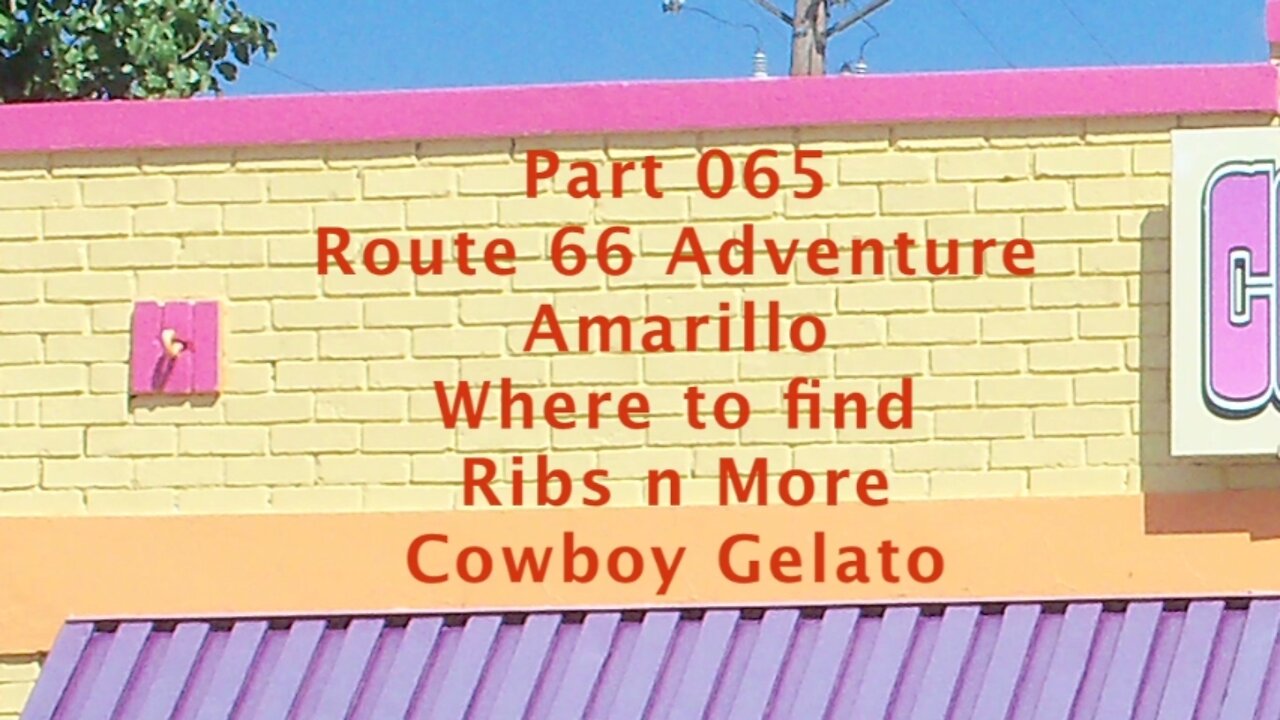 Part 065
Route 66 Adventure
Amarillo
Where to find
Ribs n More
Cowboy Gelato